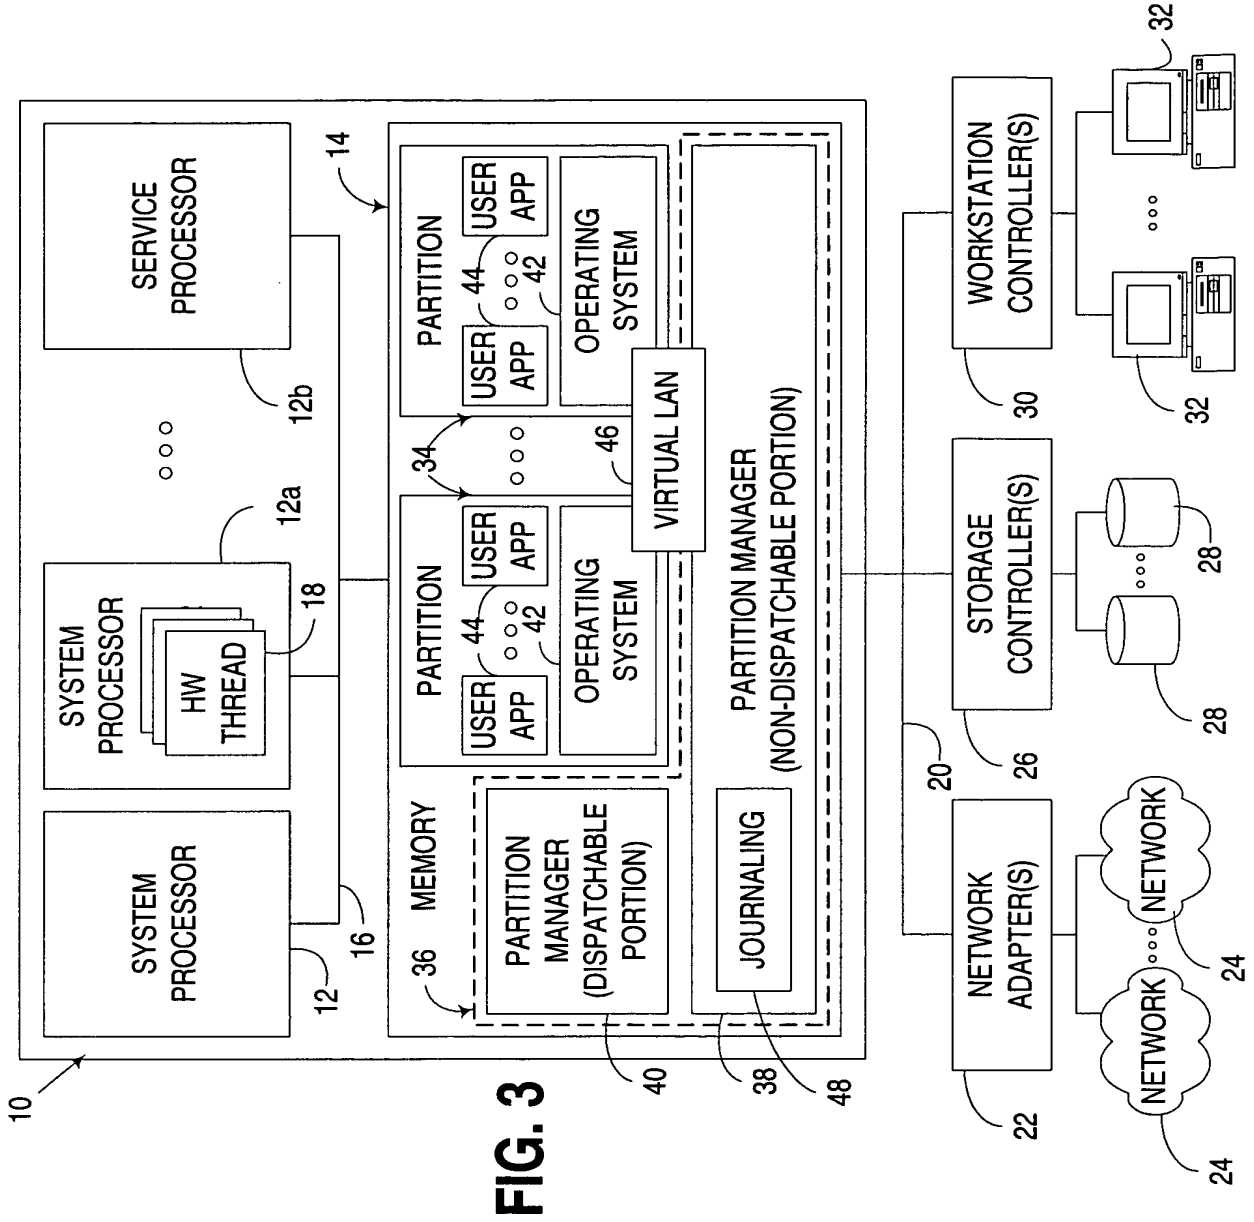 10
SYSTEM
PROCESSOR
12
SYSTEM
PROCESSOR
HW
THREAD
18
12a
SERVICE
PROCESSOR
12b
16
14
MEMORY
36
PARTITION
MANAGER
(DISPATCHABLE
PORTION)
40
PARTITION
USER
APP
44
USER
APP
42
OPERATING
SYSTEM
34
PARTITION
USER
APP
44
USER
APP
42
OPERATING
SYSTEM
46
VIRTUAL LAN
PARTITION MANAGER
(NON-DISPATCHABLE PORTION)
JOURNALING
38
48
20
NETWORK
ADAPTER(S)
22
STORAGE
CONTROLLER(S)
26
WORKSTATION
CONTROLLER(S)
30
NETWORK
24
NETWORK
24
28
28
32
32
FIG. 3